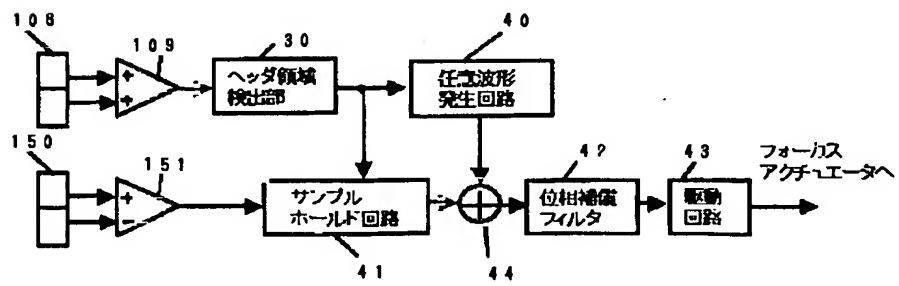 108
109
30
40
ヘッダ領域
検出部
任意波形
発生回路
+
+
150
151
42
43
フォーカス
アクチュエータへ
+
−
サンプル
ホールド回路
位相補償
フィルタ
駆動
回路
41
44